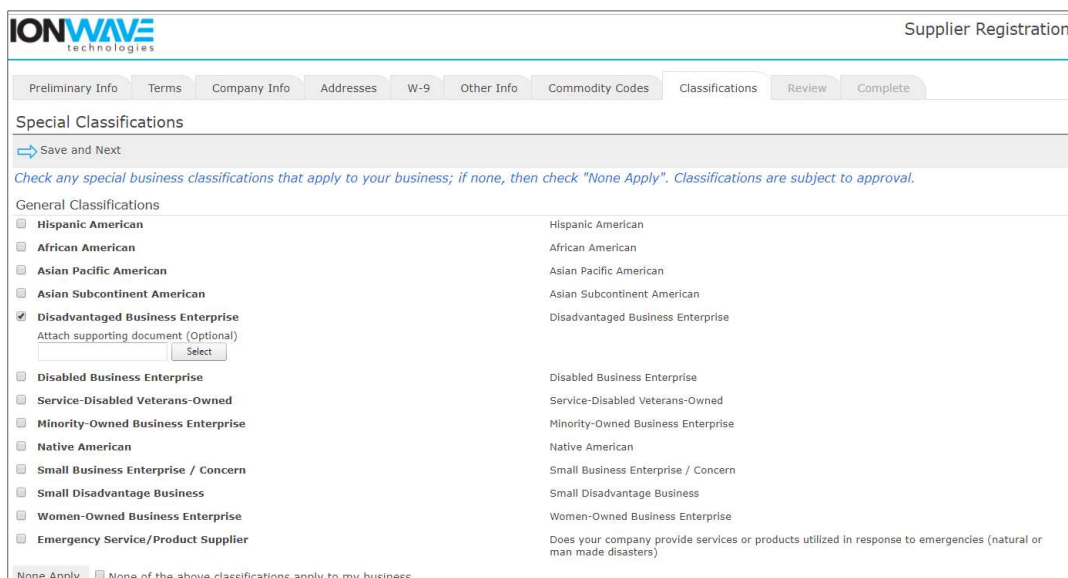 IONWAVE
technologies
Supplier Registration
Preliminary Info Terms Company Info Addresses W-9 Other Info Commodity Codes Classifications Review Complete
Special Classifications
Save and Next
Check any special business classifications that apply to your business; if none, then check "None Apply". Classifications are subject to approval.
General Classifications
Hispanic American Hispanic American
African American African American
Asian Pacific American Asian Pacific American
Asian Subcontinent American Asian Subcontinent American
Disadvantaged Business Enterprise Disadvantaged Business Enterprise
Attach supporting document (Optional)
Select
Disabled Business Enterprise Disabled Business Enterprise
Service-Disabled Veterans-Owned Service-Disabled Veterans-Owned
Minority-Owned Business Enterprise Minority-Owned Business Enterprise
Native American Native American
Small Business Enterprise / Concern Small Business Enterprise / Concern
Small Disadvantage Business Small Disadvantage Business
Women-Owned Business Enterprise Women-Owned Business Enterprise
Emergency Service/Product Supplier Does your company provide services or products utilized in response to emergencies (natural or
man made disasters)
None Apply None of the above classifications apply to my business